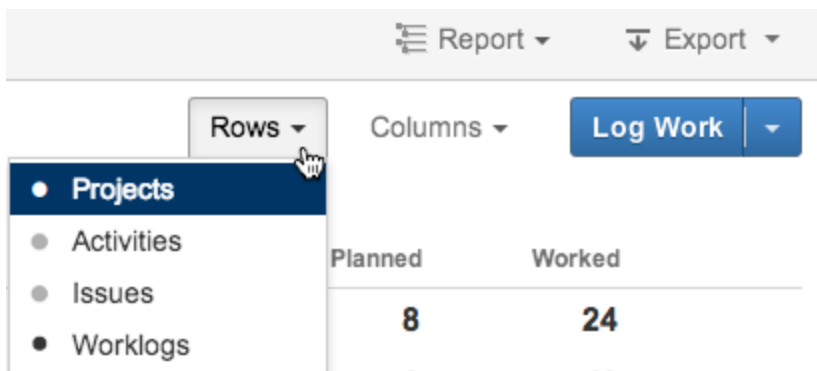 Report Export
Rows Columns Log Work
Projects
Activities
Planned Worked
Issues
8 24
Worklogs